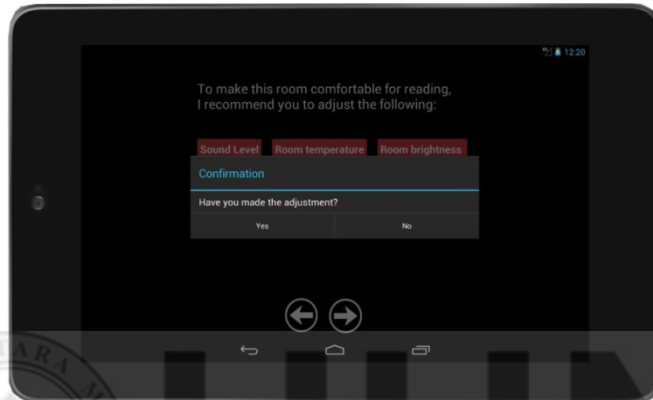 12:20
To make this room comfortable for reading,
I recommend you to adjust the following:
Sound Level Room temperature Room brightness
Confirmation
Have you made the adjustment?
Yes No
TARA M